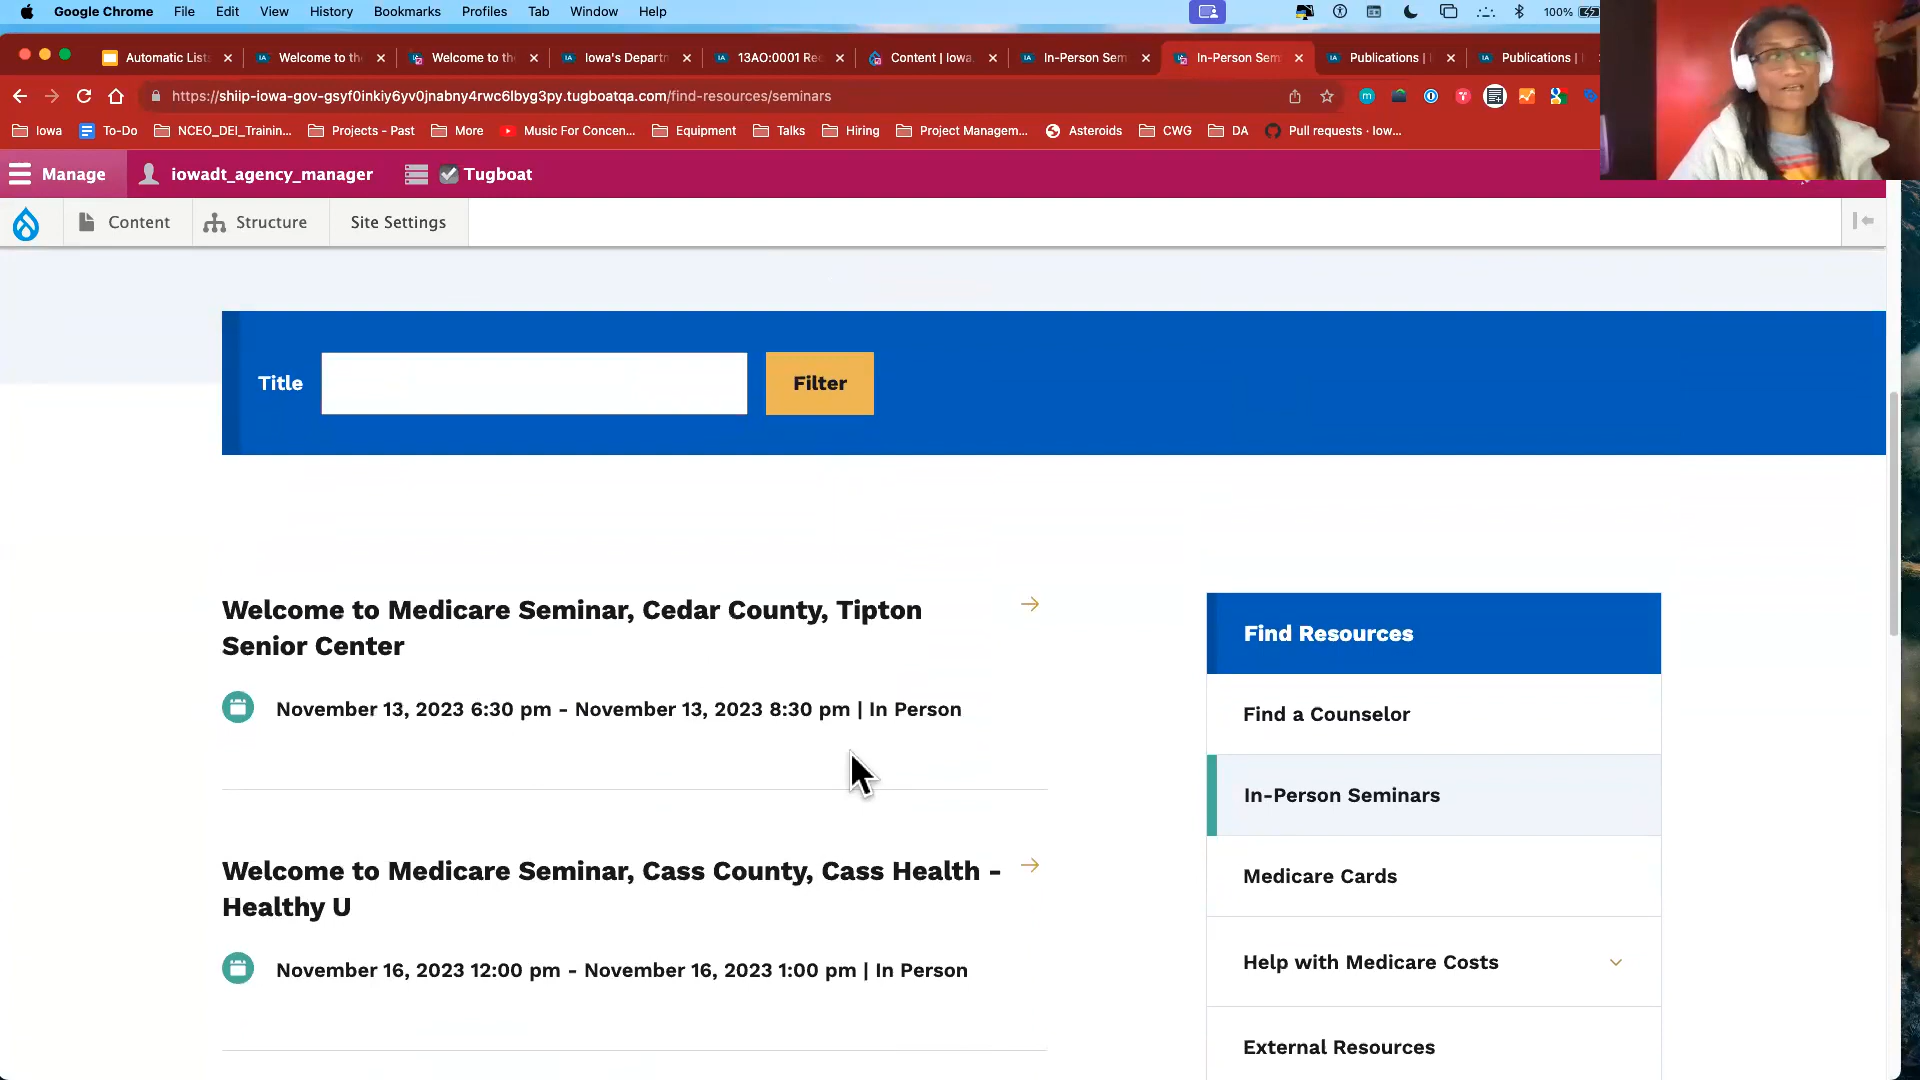 Google Chrome File Edit View History Bookmarks Profiles Tab Window Help 100%
Automatic Lists Welcome to the Welcome to the Iowa's Departm 13AO:0001 Re Content | Iowa. In-Person Sem In-Person Sem Publications | Publications |
https://shiip-iowa-gov-gsyf0inkiy6yv0jnabny4rwc6lbyg3py.tugboatqa.com/find-resources/seminars
Iowa To-Do NCEO_DEI_Trainin... Projects - Past More Music For Concen... Equipment Talks Hiring Project Managem... Asteroids CWG DA Pull requests · Iow...
Manage iowadt_agency_manager Tugboat
Content Structure Site Settings
Title Filter
Welcome to Medicare Seminar, Cedar County, Tipton
Senior Center
November 13, 2023 6:30 pm - November 13, 2023 8:30 pm | In Person
Welcome to Medicare Seminar, Cass County, Cass Health -
Healthy U
November 16, 2023 12:00 pm - November 16, 2023 1:00 pm | In Person
Find Resources
Find a Counselor
In-Person Seminars
Medicare Cards
Help with Medicare Costs
External Resources